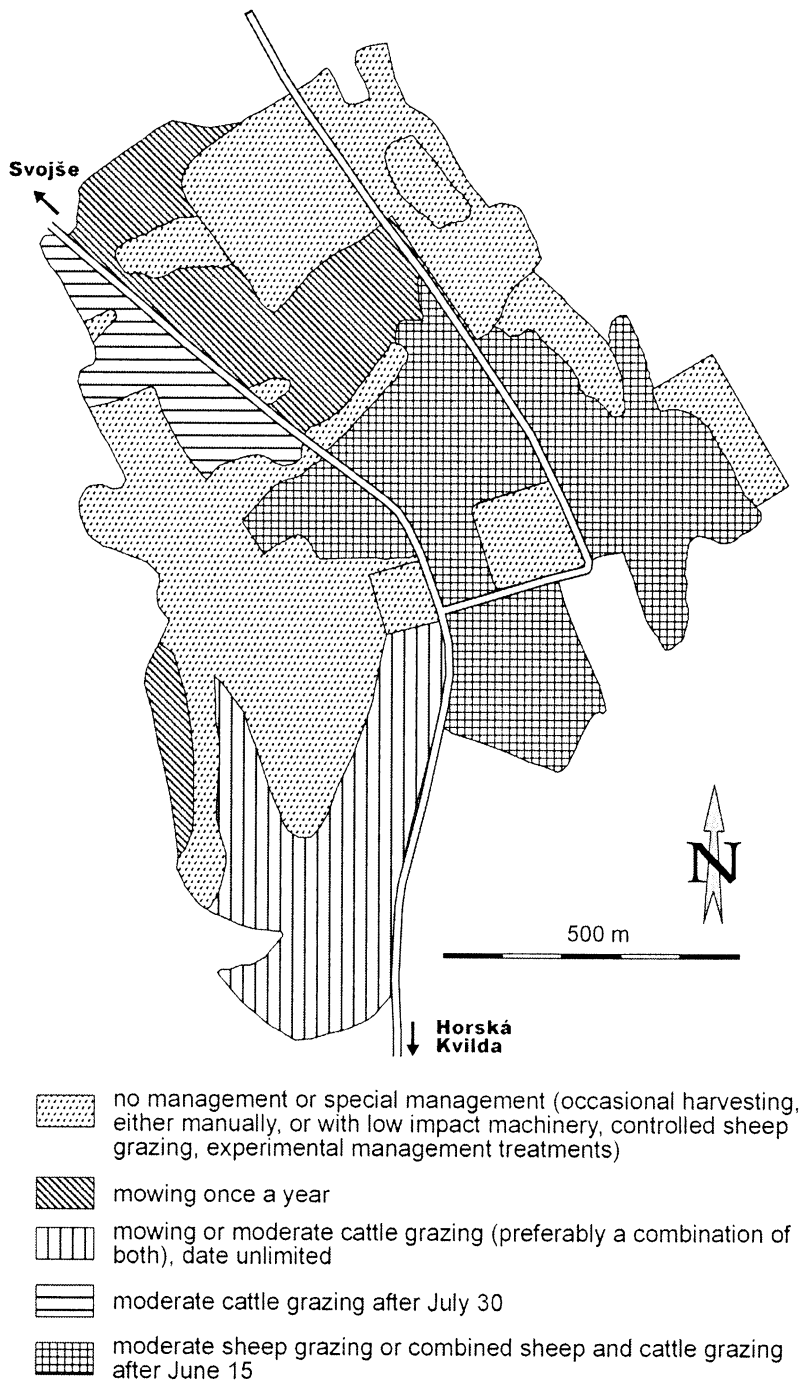 Svojše
N
500 m
Horská
Kvilda
no management or special management (occasional harvesting,
either manually, or with low impact machinery, controlled sheep
grazing, experimental management treatments)
mowing once a year
mowing or moderate cattle grazing (preferably a combination of
both), date unlimited
moderate cattle grazing after July 30
moderate sheep grazing or combined sheep and cattle grazing
after June 15